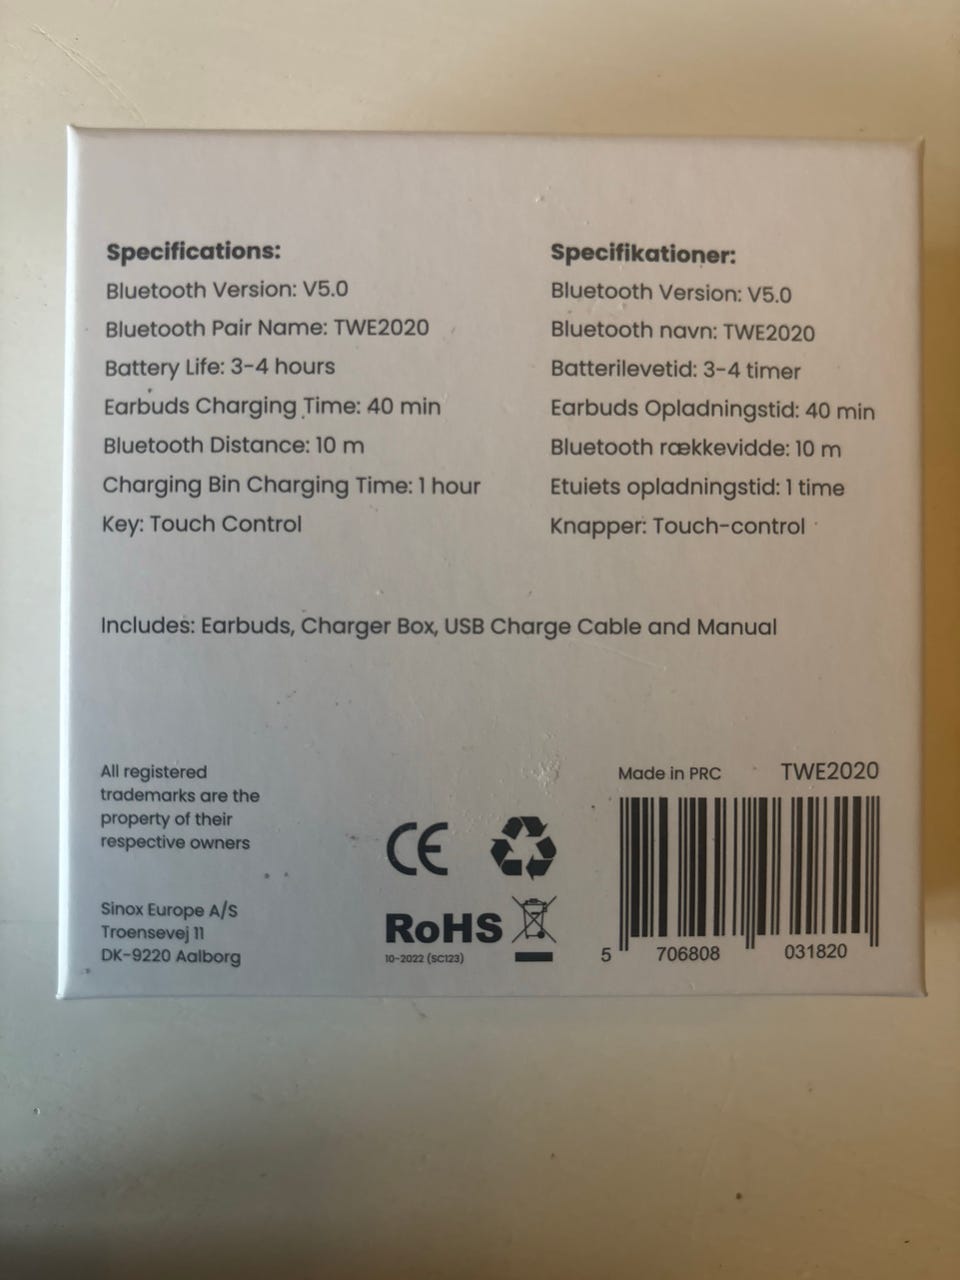 Specifications:
Bluetooth Version: V5.0
Bluetooth Pair Name: TWE2020
Battery Life: 3-4 hours
Earbuds Charging Time: 40 min
Bluetooth Distance: 10 m
Charging Bin Charging Time: 1 hour
Key: Touch Control
Specifikationer:
Bluetooth Version: V5.0
Bluetooth navn: TWE2020
Batterilevetid: 3-4 timer
Earbuds Opladningstid: 40 min
Bluetooth rækkevidde: 10 m
Etuiets opladningstid: 1 time
Knapper: Touch-control
Includes: Earbuds, Charger Box, USB Charge Cable and Manual
All registered
trademarks are the
property of their
respective owners
Sinox Europe A/S
Troensevej 11
DK-9220 Aalborg
CE
RoHS
10-2022 (SC123)
Made in PRC TWE2020
5 706808 031820